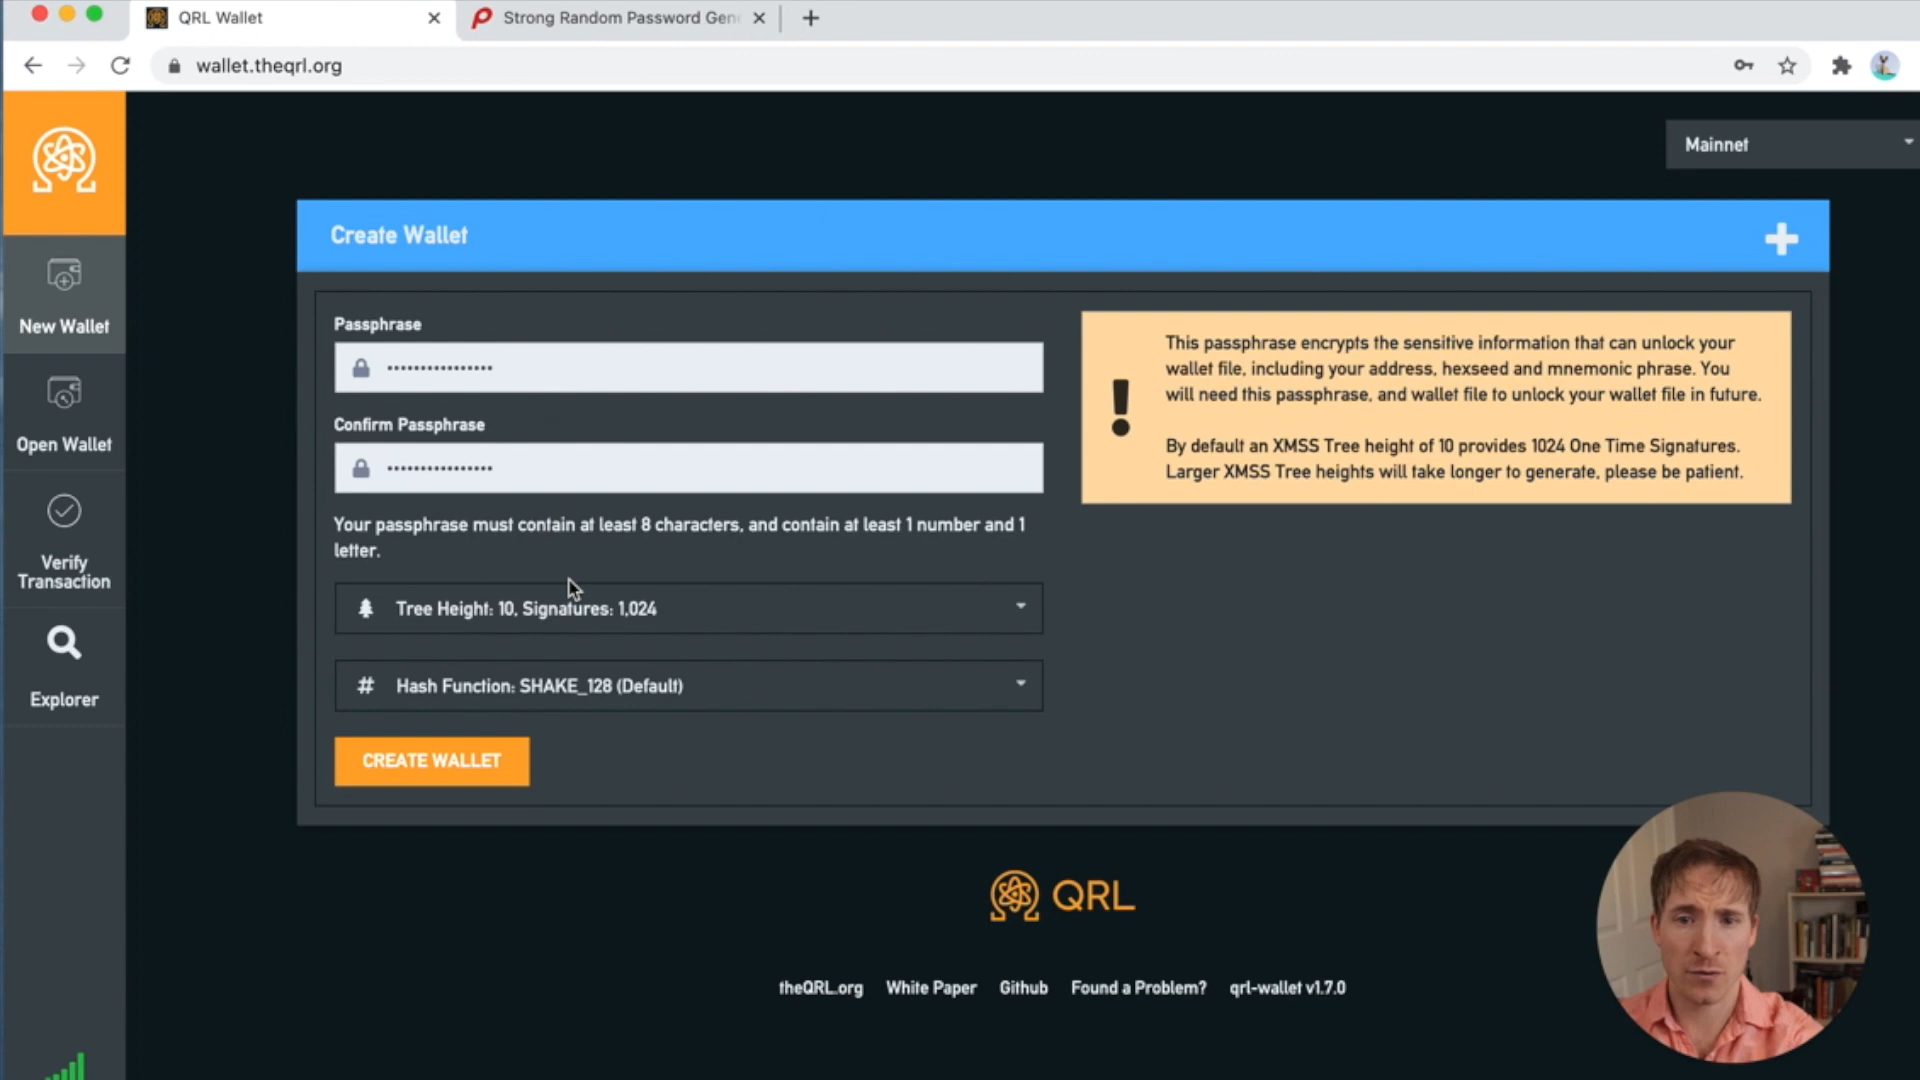 QRL Wallet
Strong Random Password Gen
wallet.theqrl.org
Mainnet
Create Wallet
New Wallet
Open Wallet
Verify
Transaction
Explorer
Passphrase
••••••••••••••••
Confirm Passphrase
••••••••••••••••
Your passphrase must contain at least 8 characters, and contain at least 1 number and 1
letter.
Tree Height: 10, Signatures: 1,024
# Hash Function: SHAKE_128 (Default)
CREATE WALLET
This passphrase encrypts the sensitive information that can unlock your
wallet file, including your address, hexseed and mnemonic phrase. You
will need this passphrase, and wallet file to unlock your wallet file in future.
By default an XMSS Tree height of 10 provides 1024 One Time Signatures.
Larger XMSS Tree heights will take longer to generate, please be patient.
QRL
theQRL.org White Paper Github Found a Problem? qrl-wallet v1.7.0